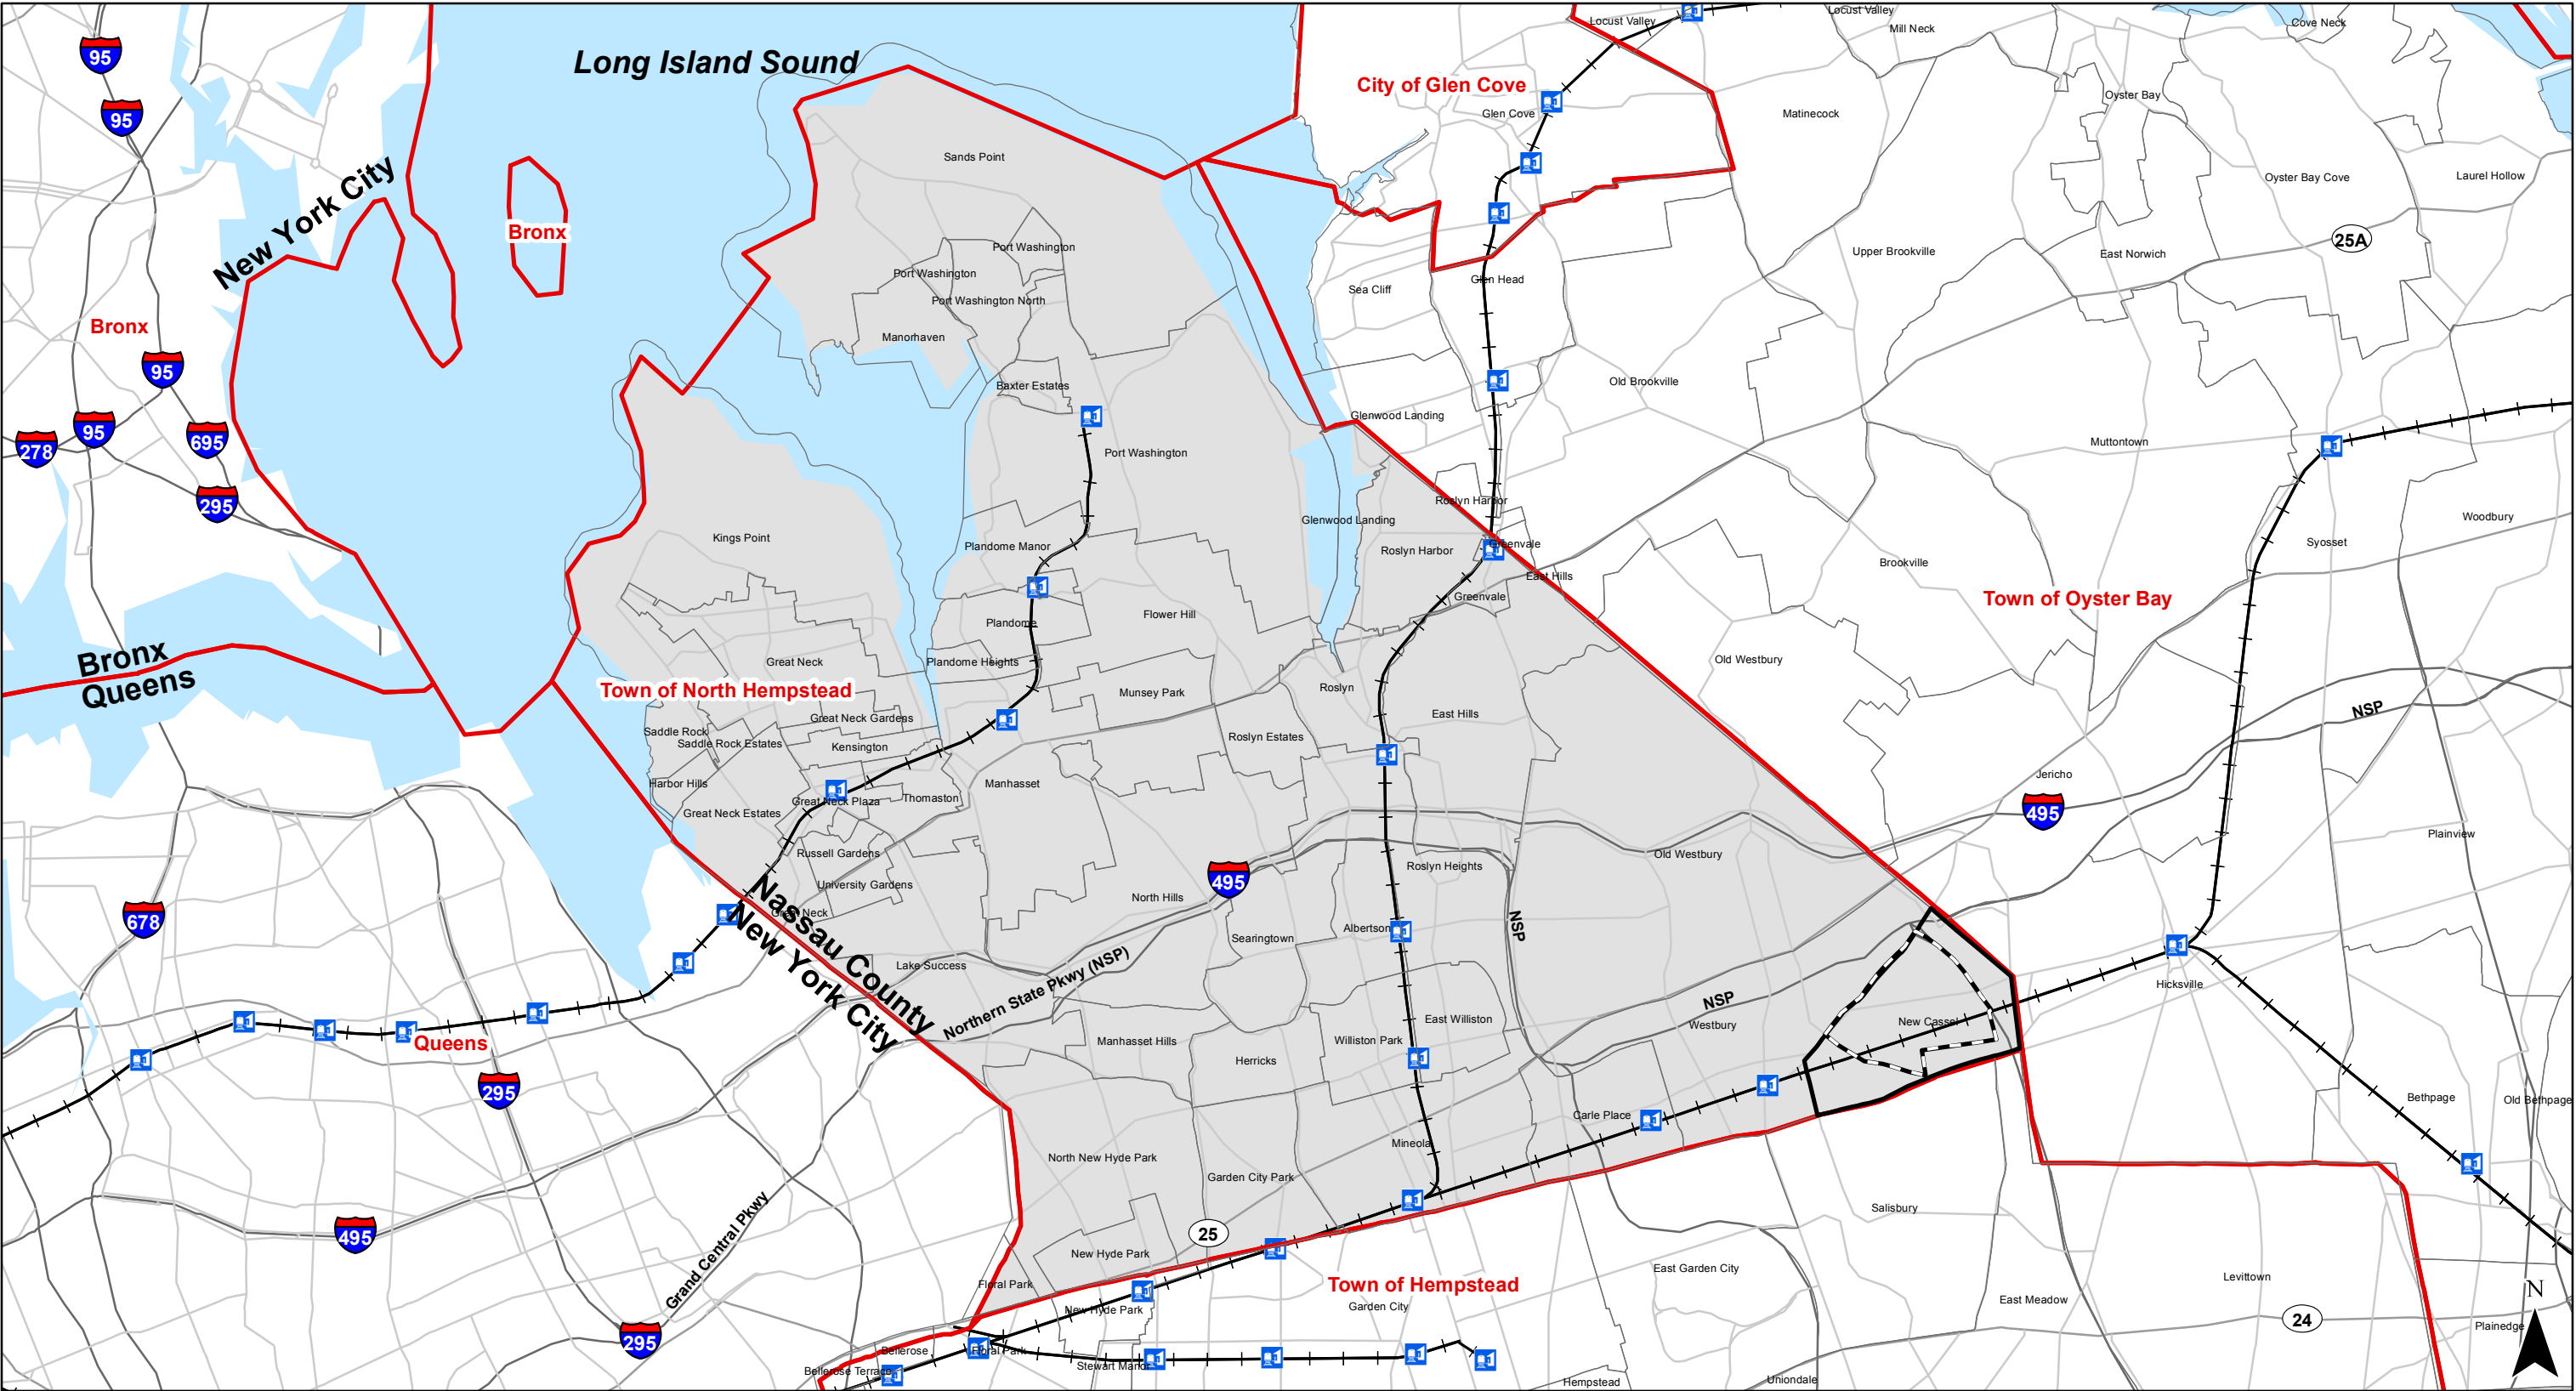 Locust Valley
Locust Valley
Cove Neck
Mill Neck
95
Long Island Sound
City of Glen Cove
Oyster Bay
95
Glen Cove
Matinecock
Sands Point
New York City
Oyster Bay Cove
Laurel Hollow
Bronx
25A
Port Washington
Upper Brookville
East Norwich
Port Washington
Glen Head
Sea Cliff
Port Washington North
Bronx
Manorhaven
95
Baxter Estates
Old Brookville
Glenwood Landing
95
695
278
Muttontown
Port Washington
295
Roslyn Harbor
Glenwood Landing
Woodbury
Kings Point
Plandome Manor
Roslyn Harbor
Greenvale
Syosset
Brookville
East Hills
Greenvale
Town of Oyster Bay
Flower Hill
Plandome
Bronx
Queens
Great Neck
Plandome Heights
Old Westbury
Town of North Hempstead
Munsey Park
Roslyn
NSP
Great Neck Gardens
East Hills
Saddle Rock
Saddle Rock Estates
Kensington
Roslyn Estates
Harbor Hills
Manhasset
Jericho
Great Neck Plaza
Thomaston
495
Great Neck Estates
Plainview
Russell Gardens
Old Westbury
Roslyn Heights
495
University Gardens
North Hills
678
Great Neck
Nassau County
New York City
NSP
Albertson
Searingtown
Lake Success
Northern State Pkwy (NSP)
Hicksville
NSP
New Cassel
Westbury
East Williston
Queens
Manhasset Hills
Williston Park
Herricks
295
Bethpage
Old Bethpage
Carle Place
Mineola
North New Hyde Park
Garden City Park
Salisbury
495
25
Grand Central Pkwy
New Hyde Park
East Garden City
Levittown
Floral Park
Town of Hempstead
N
East Meadow
New Hyde Park
Garden City
24
Plainedge
295
Bellerose
Floral Park
Bellerose Terrace
Stewart Manor
Hempstead
Uniondale